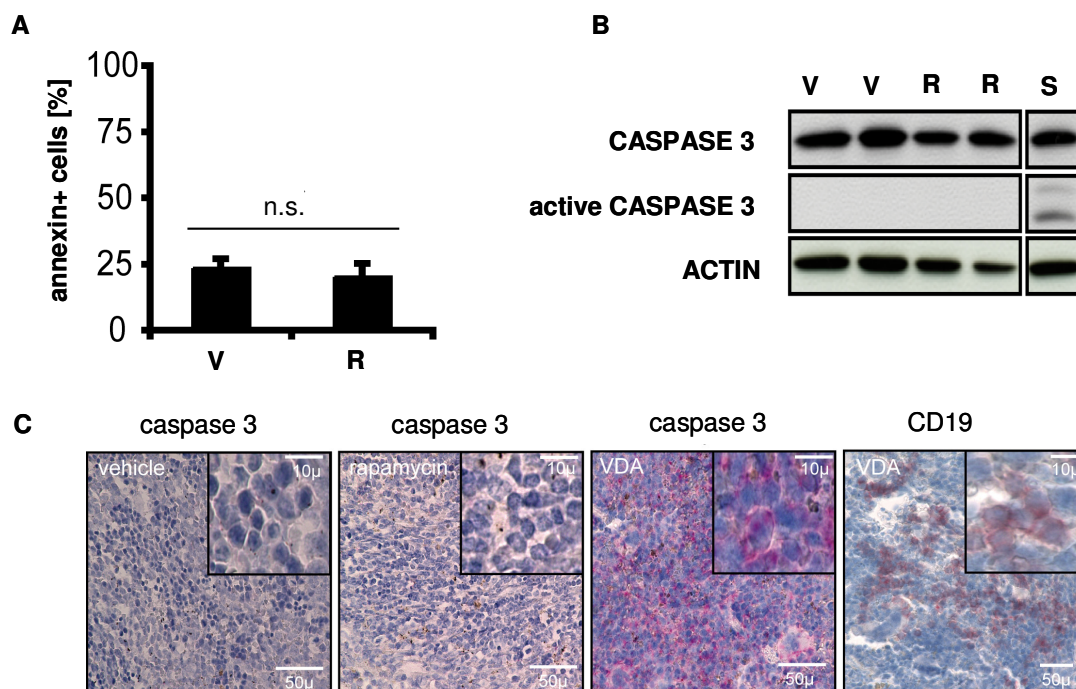 A
annexin+ cells [%]
100
75
50
25
0
n.s.
V R
B
V V R R S
CASPASE 3
active CASPASE 3
ACTIN
C
caspase 3 caspase 3 caspase 3 CD19
vehicle 10µ rapamycin 10µ VDA 10µ VDA 10µ
50µ 50µ 50µ 50µ